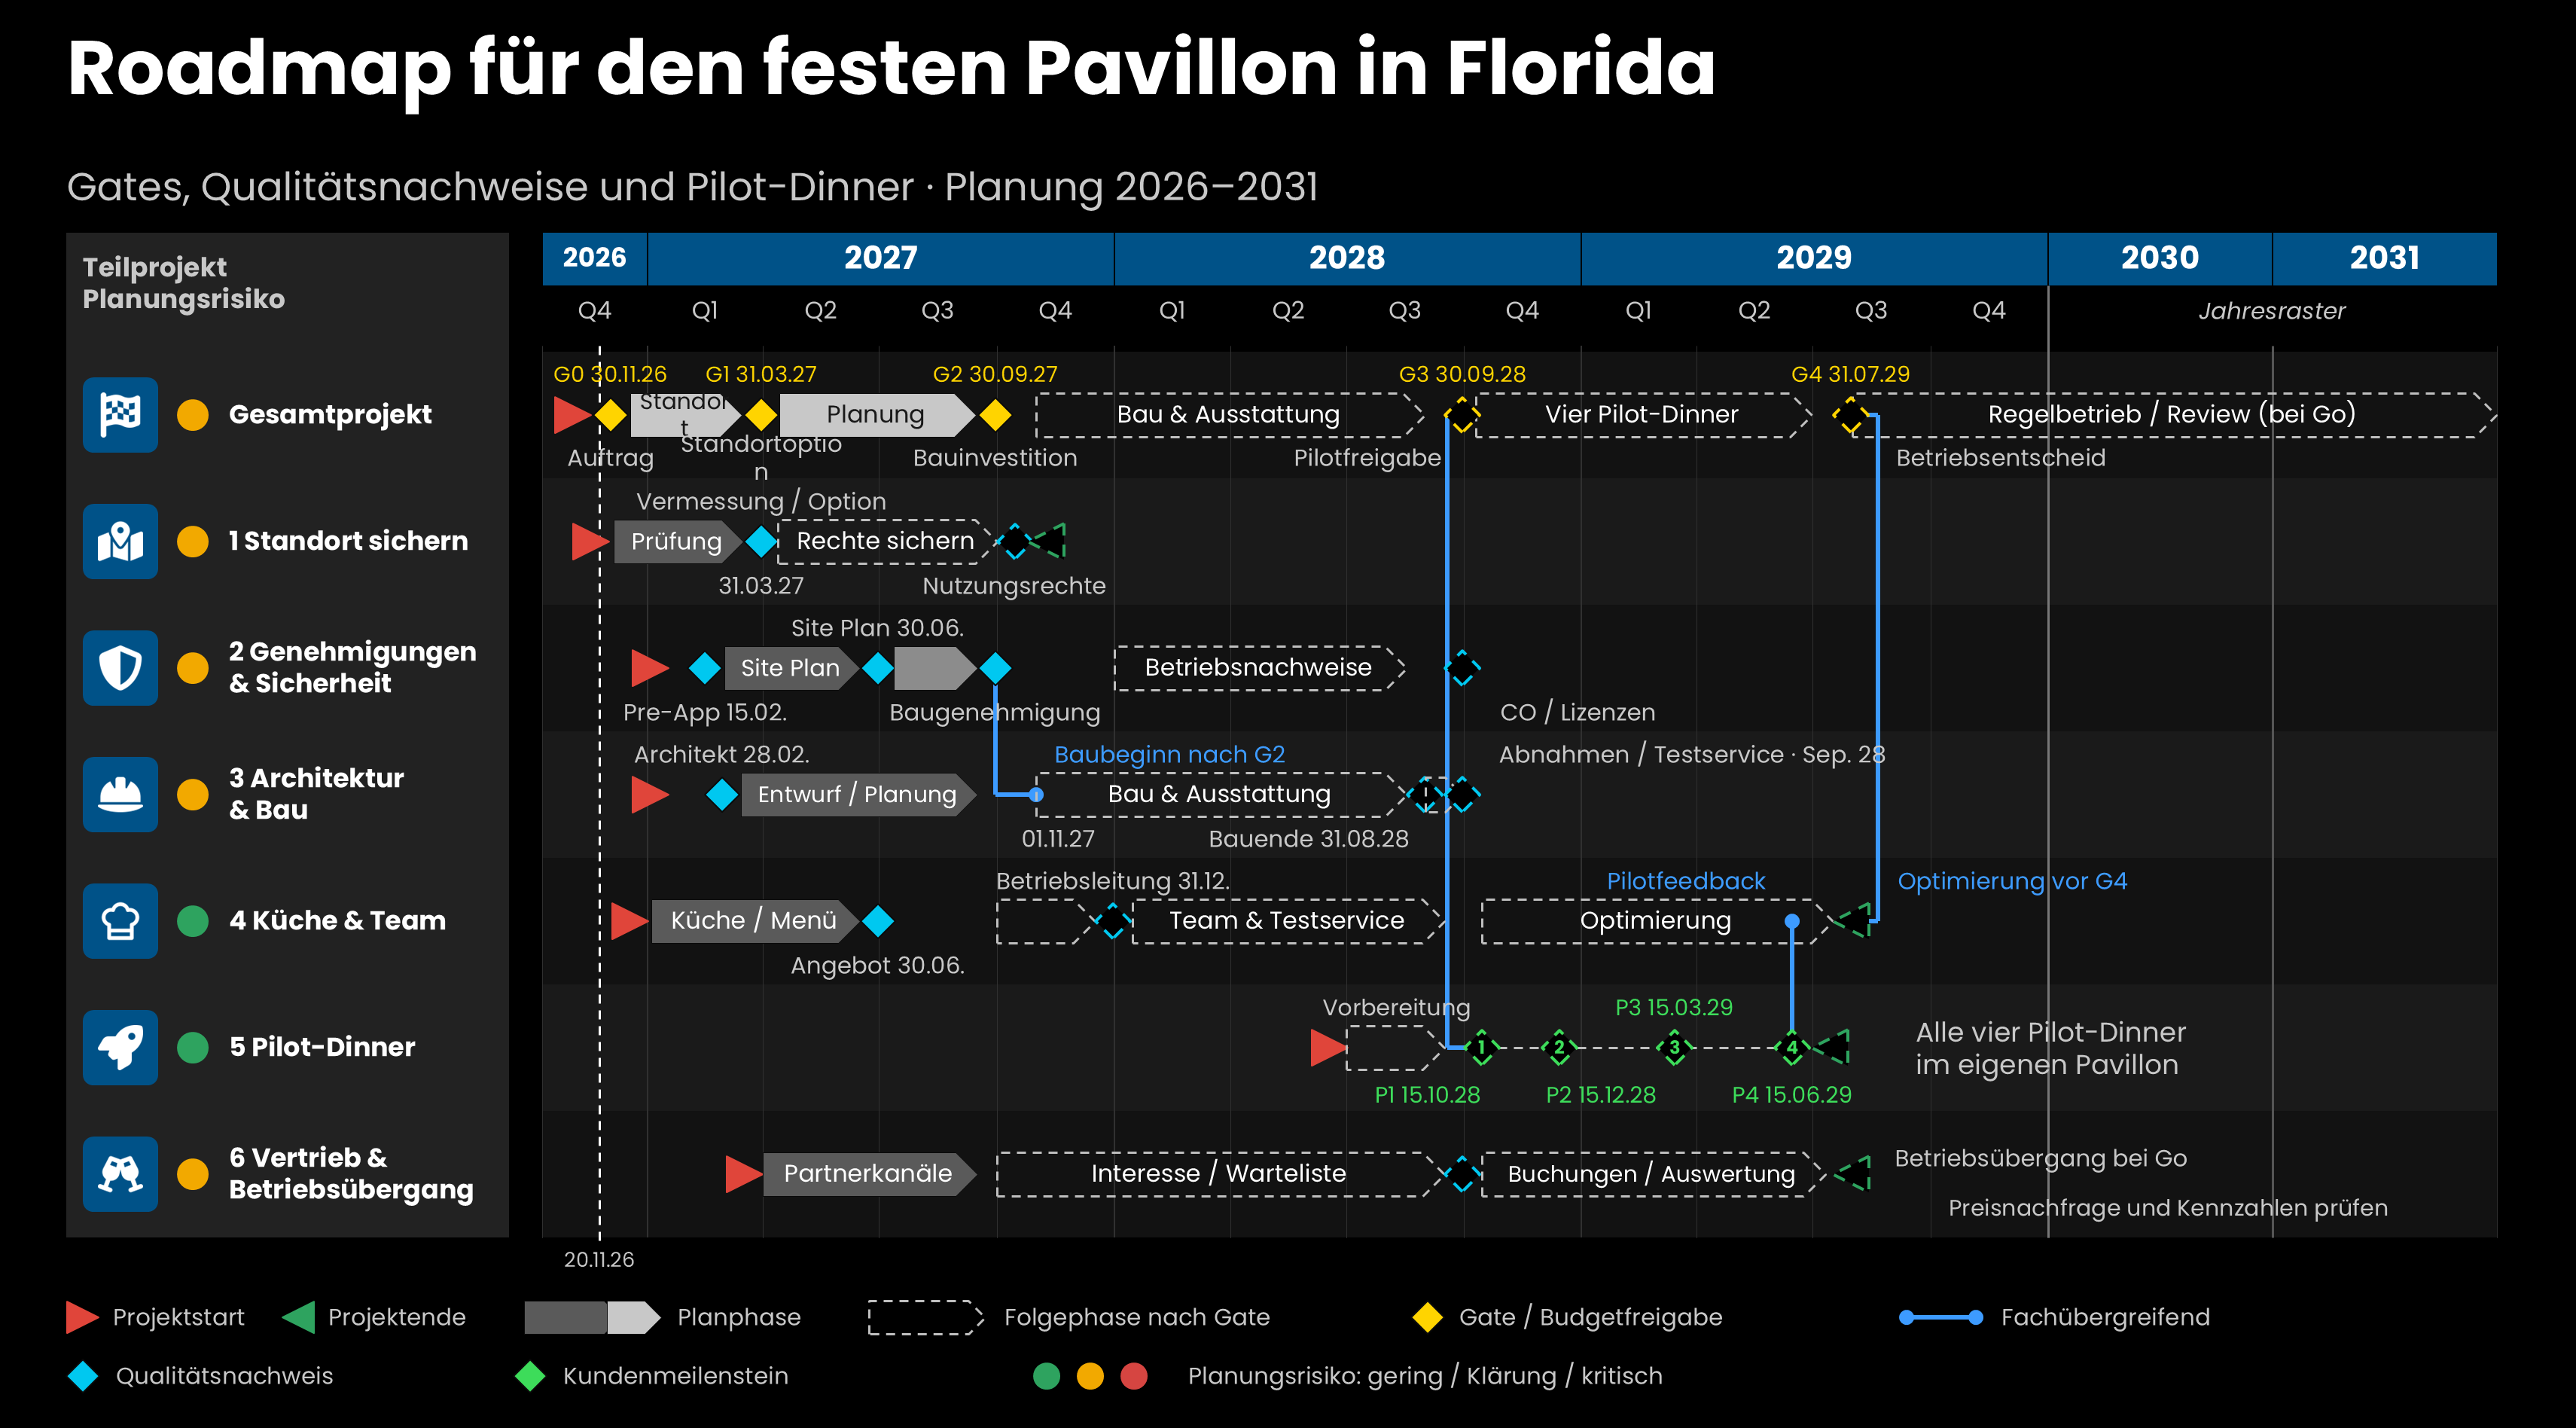 Roadmap für den festen Pavillon in Florida
Gates, Qualitätsnachweise und Pilot-Dinner · Planung 2026–2031
Teilprojekt
Planungsrisiko
2026 2027 2028 2029 2030 2031
Q4 Q1 Q2 Q3 Q4 Q1 Q2 Q3 Q4 Q1 Q2 Q3 Q4 Jahresraster
G0 30.11.26 G1 31.03.27 G2 30.09.27 G3 30.09.28 G4 31.07.29
Gesamtprojekt
Standor
t
Planung Bau & Ausstattung Vier Pilot-Dinner Regelbetrieb / Review (bei Go)
Auftrag
Standortoptio
n
Bauinvestition Pilotfreigabe Betriebsentscheid
Vermessung / Option
1 Standort sichern
Prüfung Rechte sichern
31.03.27 Nutzungsrechte
Site Plan 30.06.
2 Genehmigungen
& Sicherheit
Site Plan Betriebsnachweise
Pre-App 15.02. Baugenehmigung CO / Lizenzen
Architekt 28.02. Baubeginn nach G2 Abnahmen / Testservice · Sep. 28
3 Architektur
& Bau
Entwurf / Planung Bau & Ausstattung
01.11.27 Bauende 31.08.28
Betriebsleitung 31.12. Pilotfeedback Optimierung vor G4
4 Küche & Team
Küche / Menü Team & Testservice Optimierung
Angebot 30.06.
Vorbereitung P3 15.03.29
5 Pilot-Dinner
1 2 3 4
Alle vier Pilot-Dinner
im eigenen Pavillon
P1 15.10.28 P2 15.12.28 P4 15.06.29
6 Vertrieb &
Betriebsübergang
Partnerkanäle Interesse / Warteliste Buchungen / Auswertung
Betriebsübergang bei Go
Preisnachfrage und Kennzahlen prüfen
20.11.26
Projektstart Projektende Planphase Folgephase nach Gate Gate / Budgetfreigabe Fachübergreifend
Qualitätsnachweis Kundenmeilenstein Planungsrisiko: gering / Klärung / kritisch